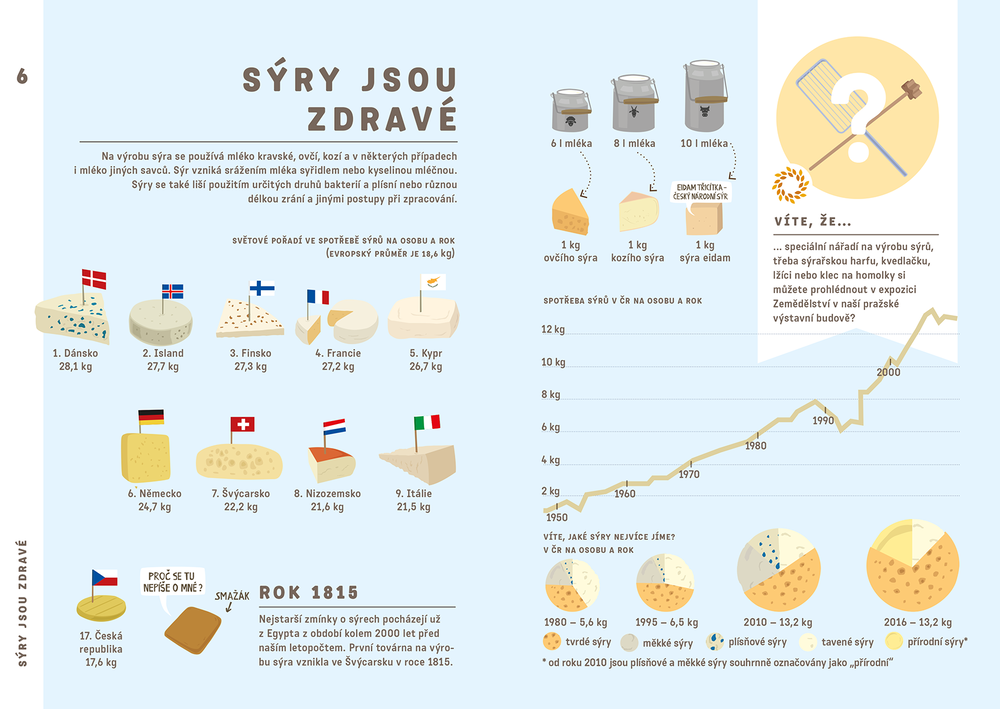 6
SÝRY JSOU
ZDRAVÉ
Na výrobu sýra se používá mléko kravské, ovčí, kozí a v některých případech
i mléko jiných savců. Sýr vzniká srážením mléka syřidlem nebo kyselinou mléčnou.
Sýry se také liší použitím určitých druhů bakterií a plísní nebo různou
délkou zrání a jinými postupy při zpracování.
SVĚTOVÉ POŘADÍ VE SPOTŘEBĚ SÝRŮ NA OSOBU A ROK
(EVROPSKÝ PRŮMĚR JE 18,6 kg)
1. Dánsko
28,1 kg
2. Island
27,7 kg
3. Finsko
27,3 kg
4. Francie
27,2 kg
5. Kypr
26,7 kg
6. Německo
24,7 kg
7. Švýcarsko
22,2 kg
8. Nizozemsko
21,6 kg
9. Itálie
21,5 kg
17. Česká
republika
17,6 kg
PROČ SE TU
NEPÍŠE O MNĚ?
SMAŽÁK
ROK 1815
Nejstarší zmínky o sýrech pocházejí už
z Egypta z období kolem 2000 let před
naším letopočtem. První továrna na výro-
bu sýra vznikla ve Švýcarsku v roce 1815.
SÝRY JSOU ZDRAVÉ
6 l mléka
8 l mléka
10 l mléka
EIDAM TŘICÍTKA –
ČESKÝ NÁRODNÍ SÝR
1 kg
ovčího sýra
1 kg
kozího sýra
1 kg
sýra eidam
?
VÍTE, ŽE...
... speciální nářadí na výrobu sýrů,
třeba sýrařskou harfu, kvedlačku,
lžíci nebo klec na homolky si
můžete prohlédnout v expozici
Zemědělství v naší pražské
výstavní budově?
SPOTŘEBA SÝRŮ V ČR NA OSOBU A ROK
12 kg
10 kg
8 kg
6 kg
4 kg
2 kg
1950
1960
1970
1980
1990
2000
VÍTE, JAKÉ SÝRY NEJVÍCE JÍME?
V ČR NA OSOBU A ROK
1980 – 5,6 kg
1995 – 6,5 kg
2010 – 13,2 kg
2016 – 13,2 kg
tvrdé sýry
měkké sýry
plísňové sýry
tavené sýry
přírodní sýry*
* od roku 2010 jsou plísňové a měkké sýry souhrnně označovány jako „přírodní"